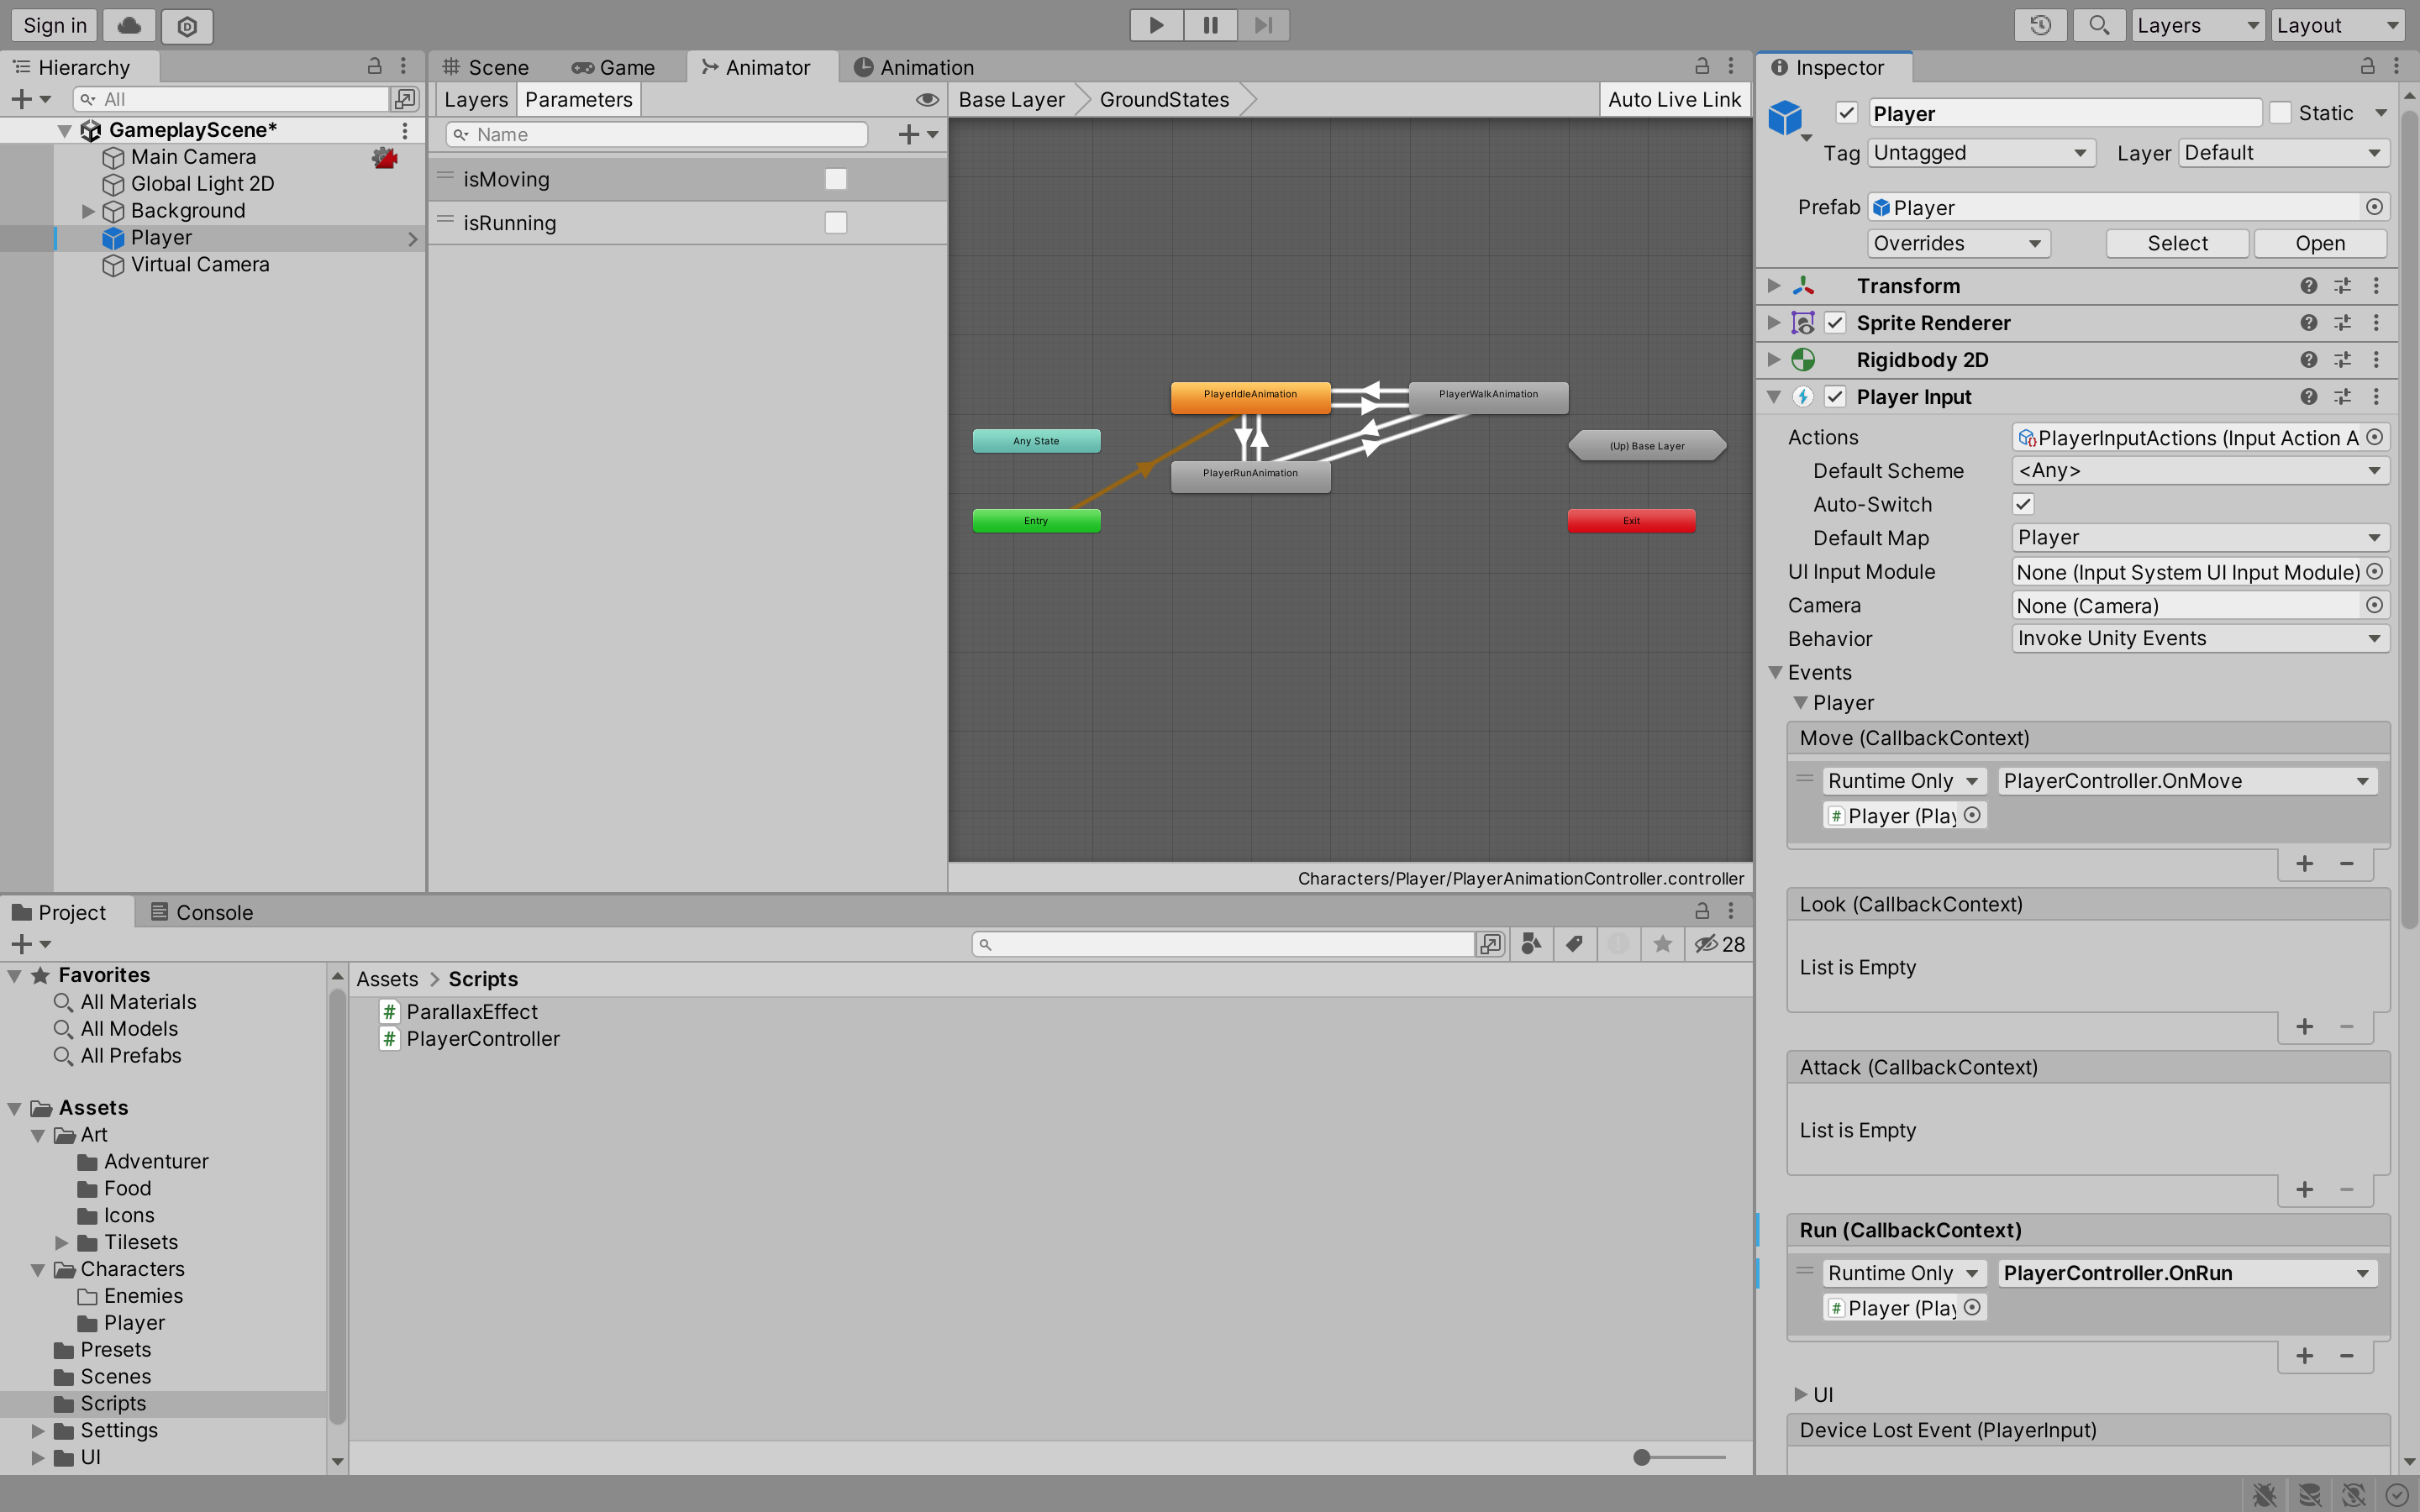 Sign in
Layers
Layout
Hierarchy
All
GameplayScene*
Main Camera
Global Light 2D
Background
Player
Virtual Camera
Scene
Game
Animator
Animation
Layers
Parameters
Base Layer
GroundStates
Auto Live Link
Name
isMoving
isRunning
PlayerIdleAnimation
PlayerWalkAnimation
Any State
(Up) Base Layer
PlayerRunAnimation
Entry
Exit
Characters/Player/PlayerAnimationController.controller
Inspector
Player
Static
Tag Untagged
Layer Default
Prefab Player
Overrides
Select
Open
Transform
Sprite Renderer
Rigidbody 2D
Player Input
Actions PlayerInputActions (Input Action A
Default Scheme <Any>
Auto-Switch
Default Map Player
UI Input Module None (Input System UI Input Module)
Camera None (Camera)
Behavior Invoke Unity Events
Events
Player
Move (CallbackContext)
Runtime Only PlayerController.OnMove
Player (Play
Look (CallbackContext)
List is Empty
Attack (CallbackContext)
List is Empty
Run (CallbackContext)
Runtime Only PlayerController.OnRun
Player (Play
UI
Device Lost Event (PlayerInput)
Project
Console
28
Favorites
All Materials
All Models
All Prefabs
Assets
Art
Adventurer
Food
Icons
Tilesets
Characters
Enemies
Player
Presets
Scenes
Scripts
Settings
UI
Assets > Scripts
ParallaxEffect
PlayerController